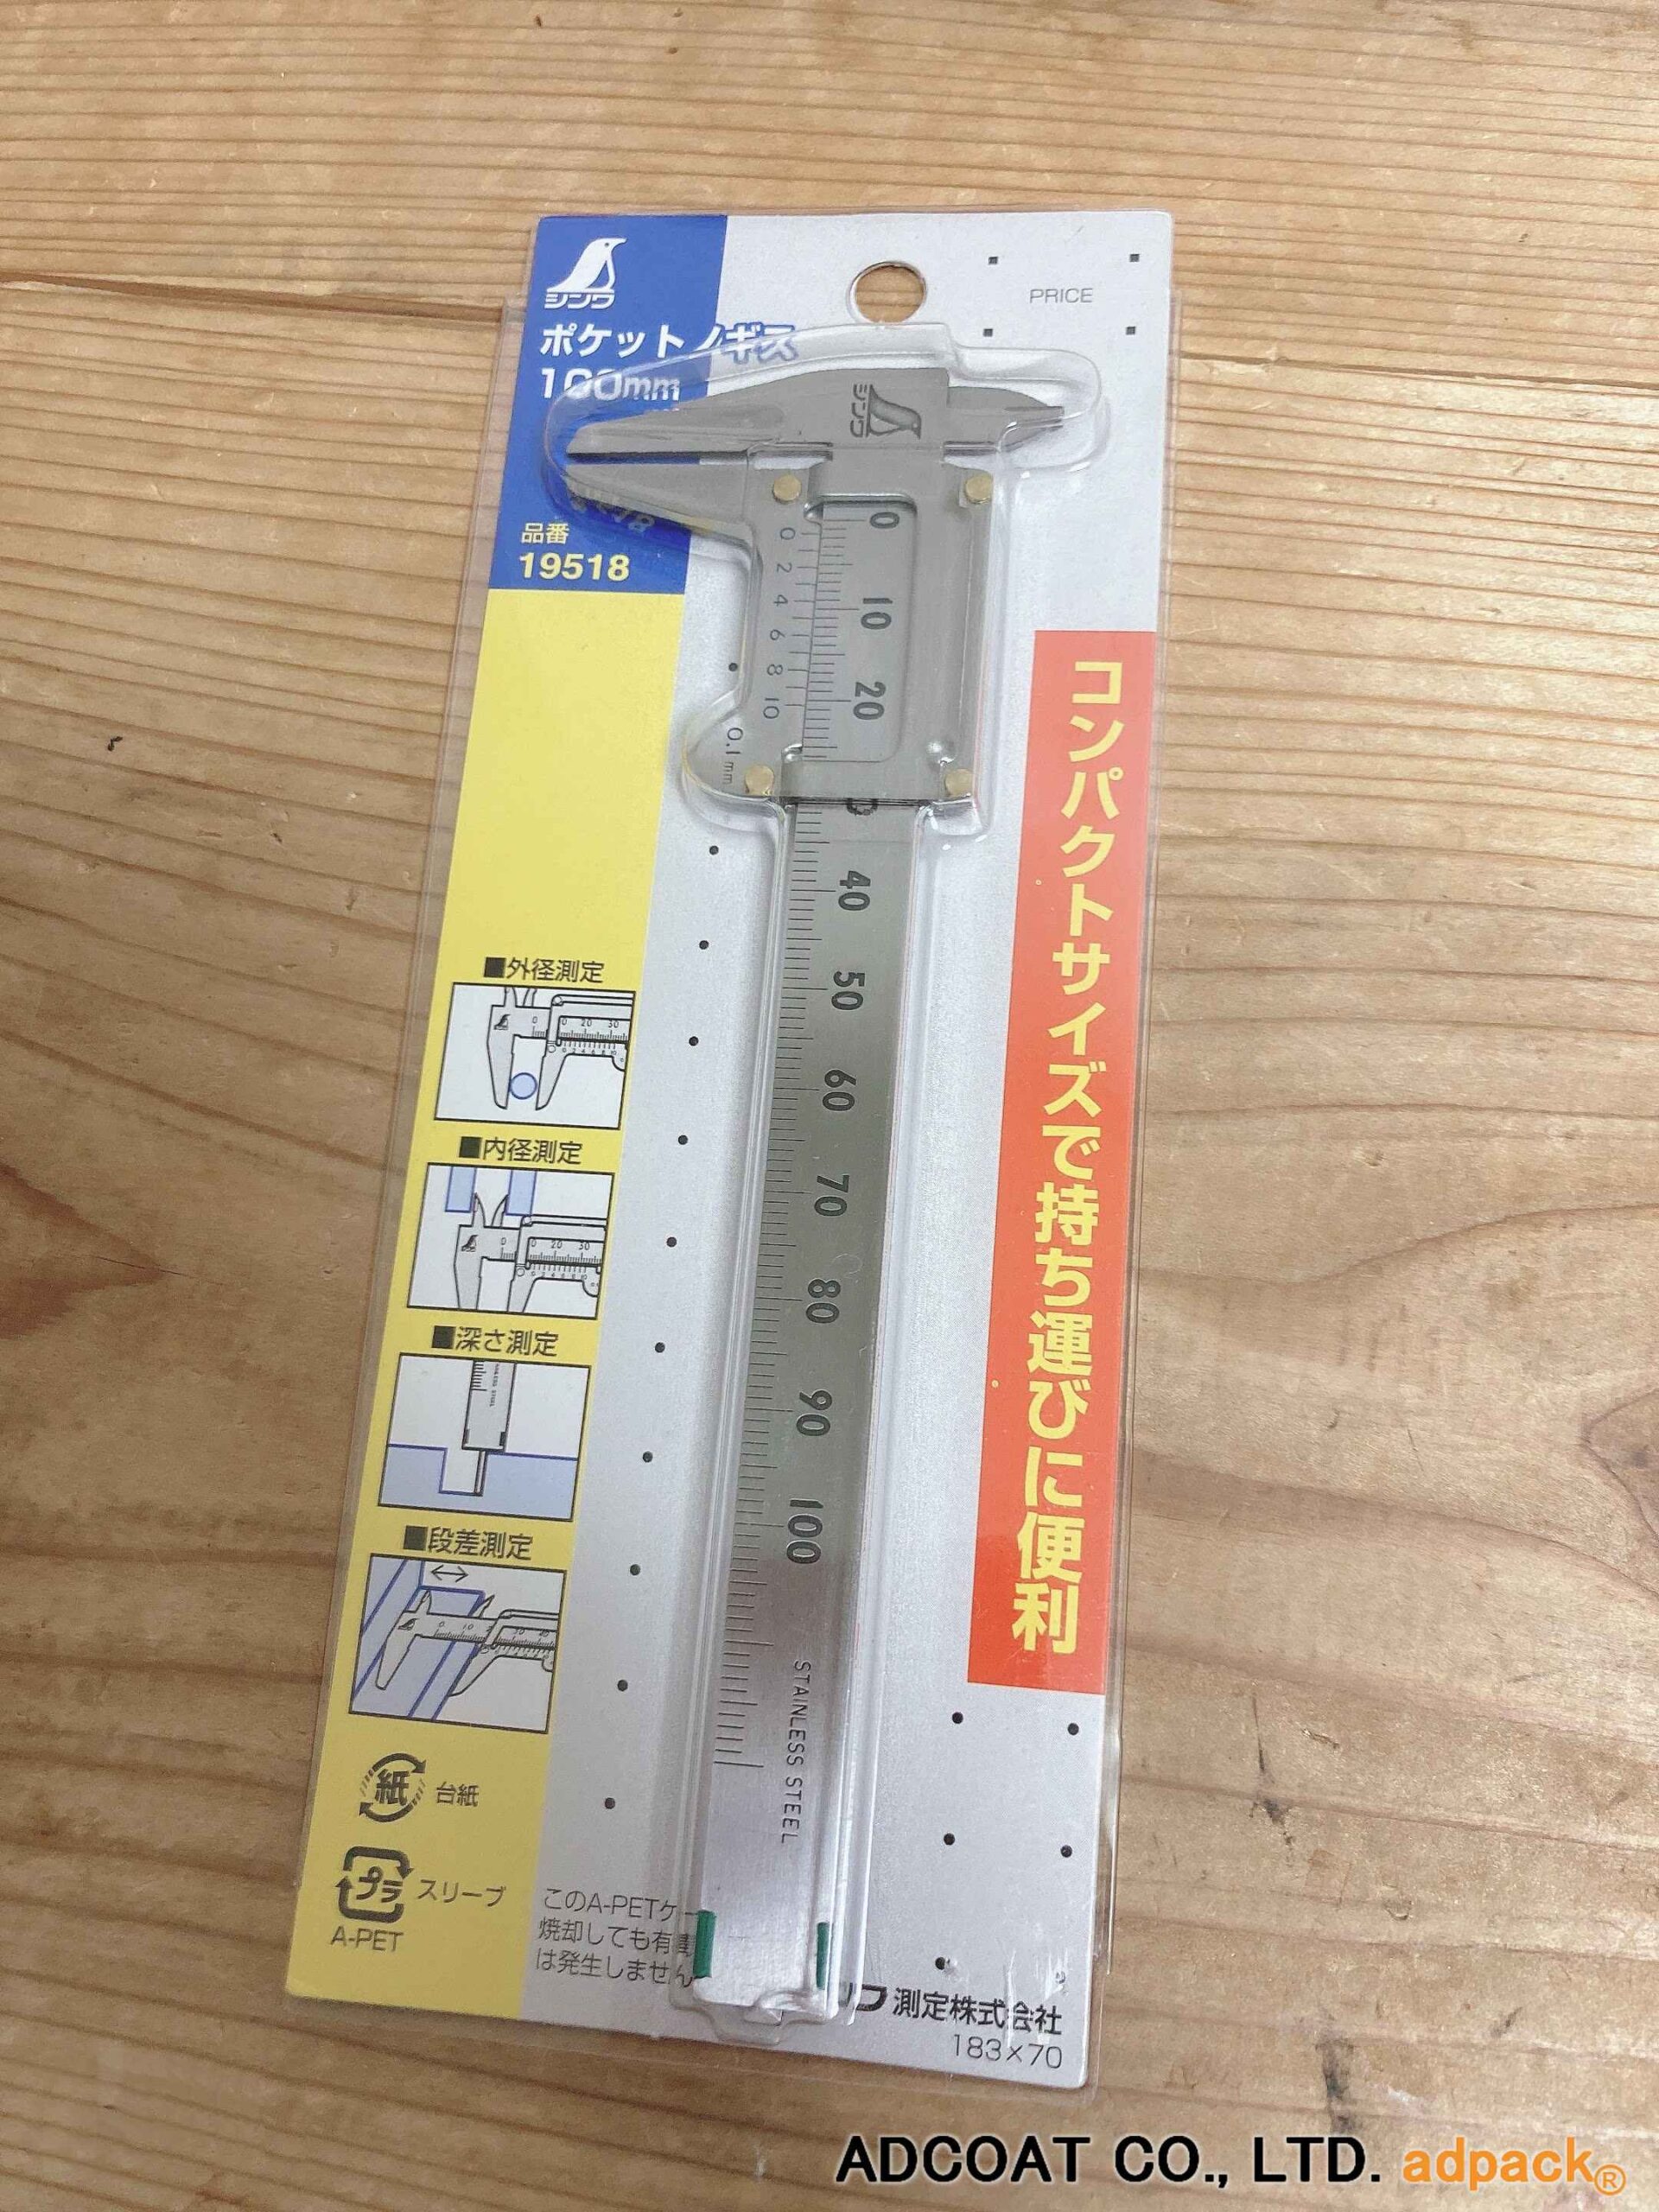 シンワ
ポケットノギス
100mm
品番
19518
PRICE
シンワ
0
10
20
0 2 4 6 8 10
0.1mm
40
50
60
70
80
90
100
STAINLESS STEEL
コンパクトサイズで持ち運びに便利
■外径測定
■内径測定
■深さ測定
■段差測定
紙 台紙
プラ スリーブ
A-PET
このA-PETケー
焼却しても有
は発生しません
測定株式会社
183×70
ADCOAT CO., LTD. adpack®